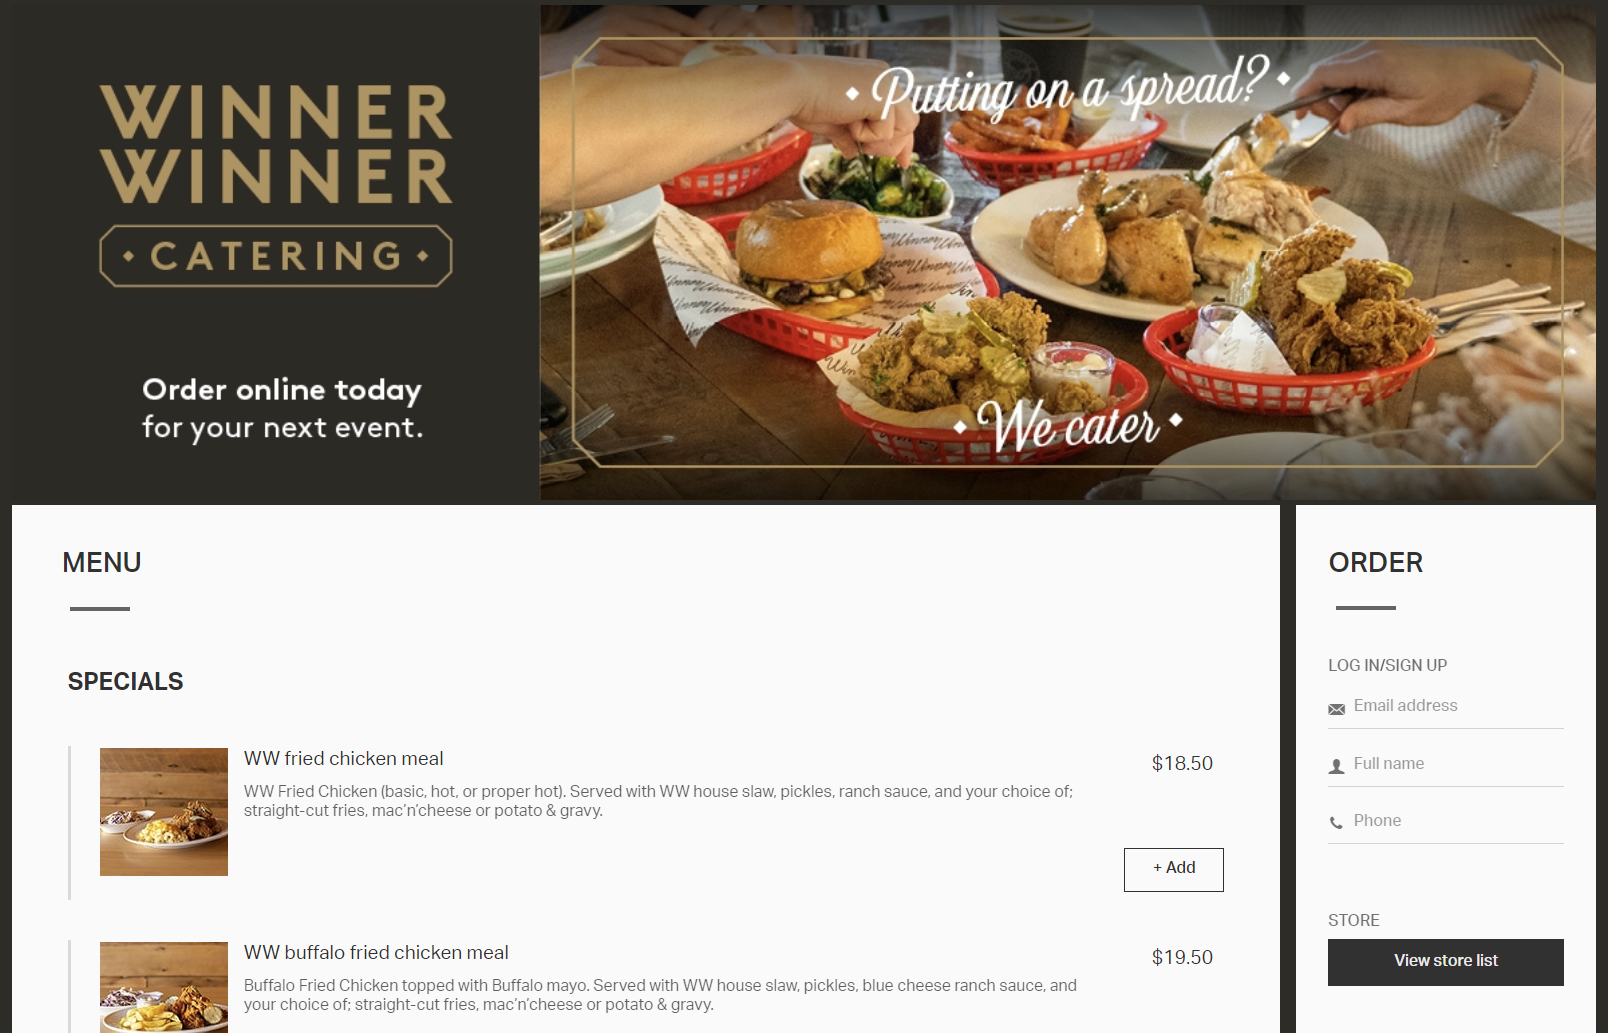 WINNER
WINNER
CATERING
Order online today
for your next event.
Putting on a spread?
We cater
MENU
SPECIALS
WW fried chicken meal
$18.50
WW Fried Chicken (basic, hot, or proper hot). Served with WW house slaw, pickles, ranch sauce, and your choice of;
straight-cut fries, mac’n’cheese or potato & gravy.
+ Add
WW buffalo fried chicken meal
$19.50
Buffalo Fried Chicken topped with Buffalo mayo. Served with WW house slaw, pickles, blue cheese ranch sauce, and
your choice of; straight-cut fries, mac’n’cheese or potato & gravy.
ORDER
LOG IN/SIGN UP
Email address
Full name
Phone
STORE
View store list